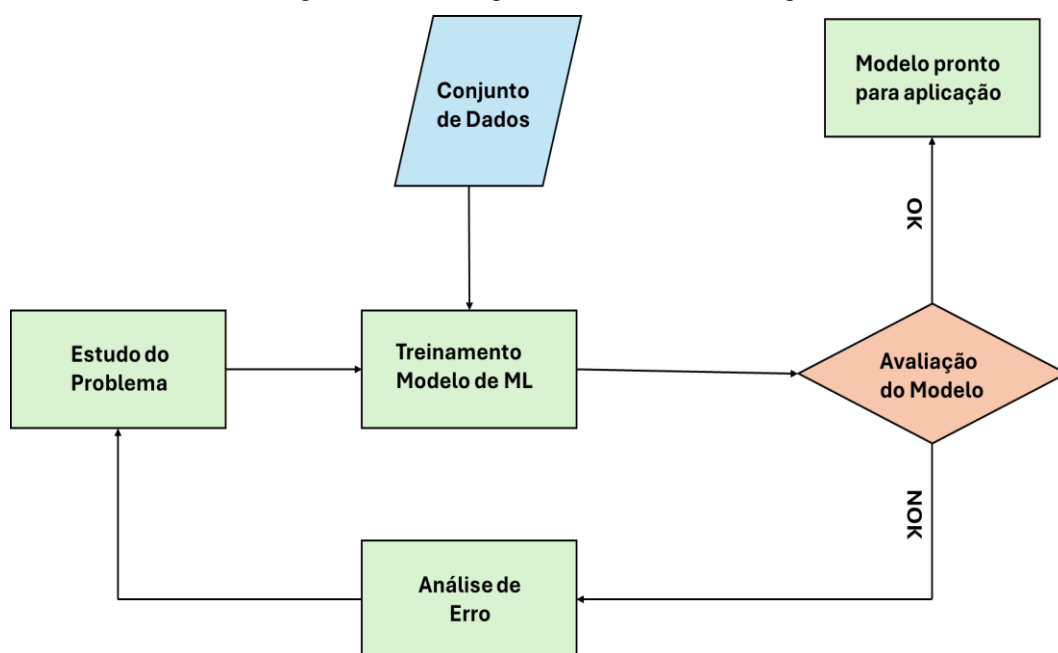 Conjunto
de Dados
Modelo pronto
para aplicação
OK
Estudo do
Problema
Treinamento
Modelo de ML
Avaliação
do Modelo
NOK
Análise de
Erro